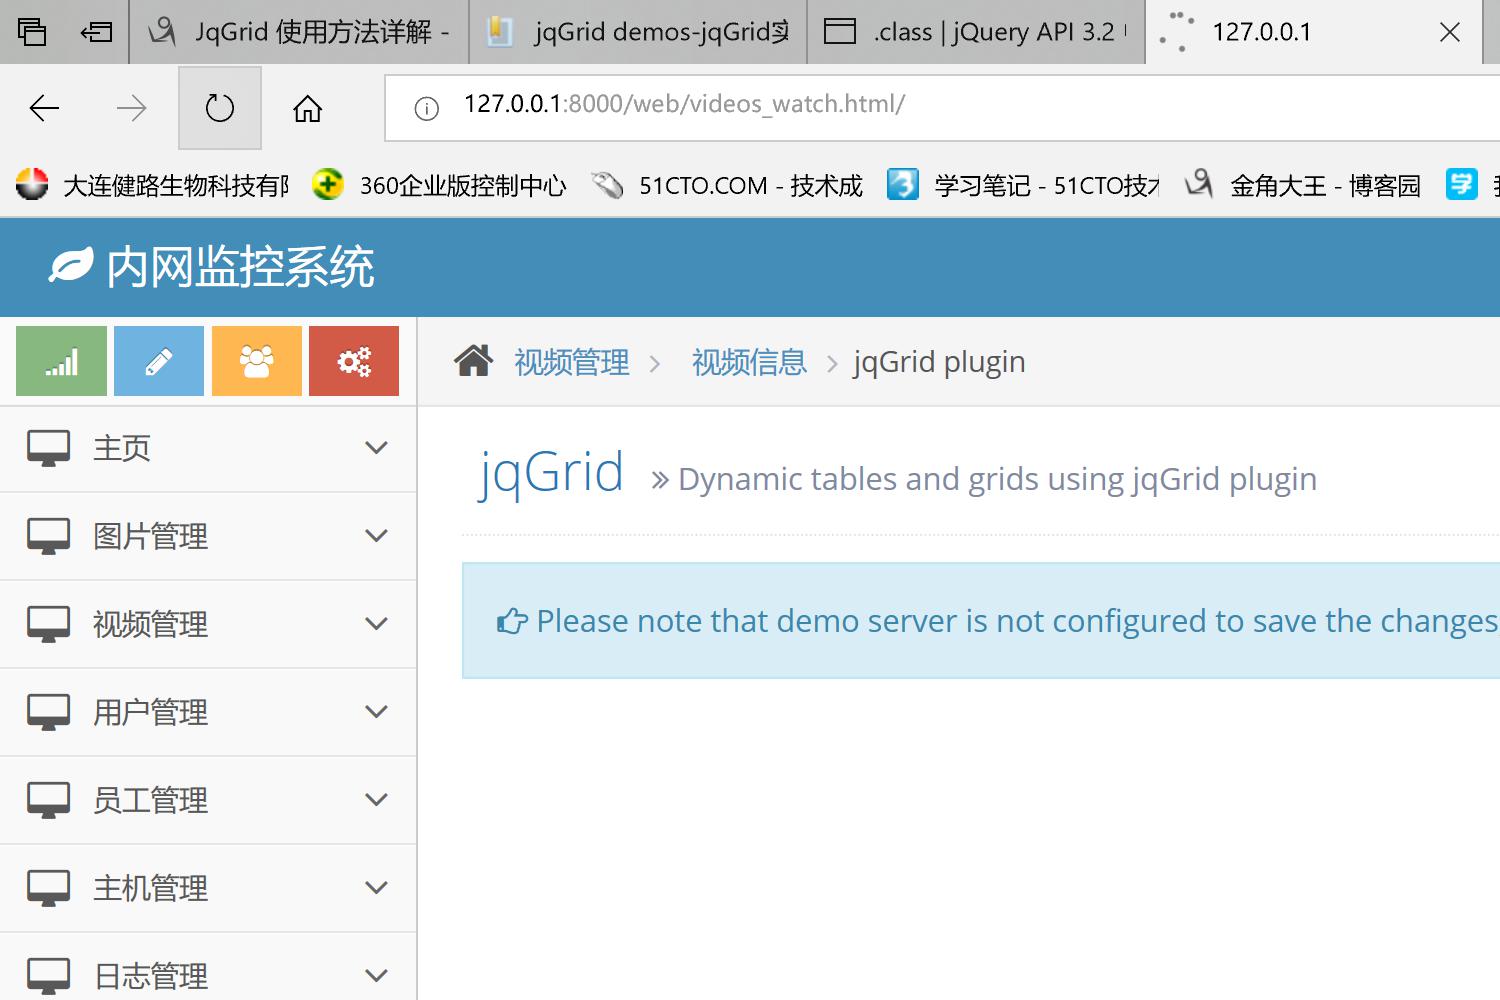 JqGrid 使用方法详解 -
jqGrid demos-jqGrid实
.class | jQuery API 3.2
127.0.0.1
127.0.0.1:8000/web/videos_watch.html/
大连健路生物科技有限
360企业版控制中心
51CTO.COM - 技术成
学习笔记 - 51CTO技术
金角大王 - 博客园
内网监控系统
视频管理 > 视频信息 > jqGrid plugin
主页
图片管理
视频管理
用户管理
员工管理
主机管理
日志管理
jqGrid » Dynamic tables and grids using jqGrid plugin
Please note that demo server is not configured to save the changes